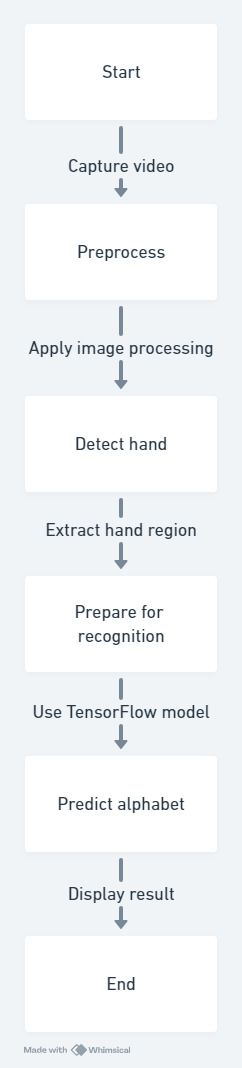 Start
Capture video
Preprocess
Apply image processing
Detect hand
Extract hand region
Prepare for
recognition
Use TensorFlow model
Predict alphabet
Display result
End
Made with Whimsical